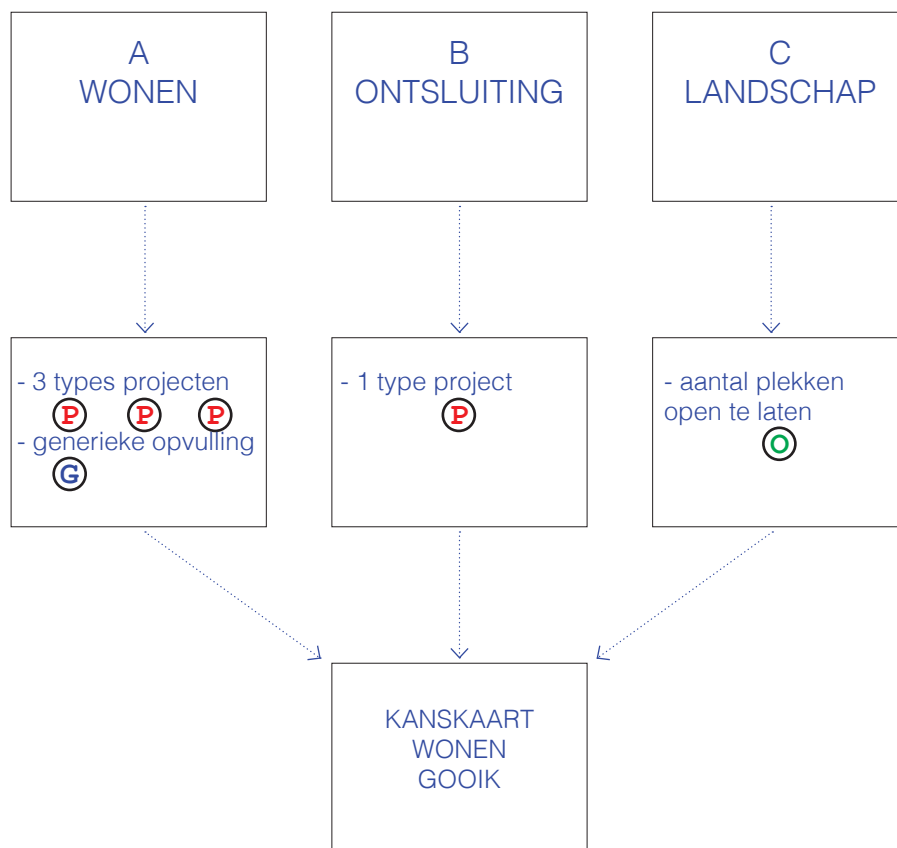 A
WONEN
B
ONTSLUITING
C
LANDSCHAP
- 3 types projecten
P P P
- generieke opvulling
G
- 1 type project
P
- aantal plekken
open te laten
O
KANSKAART
WONEN
GOOIK